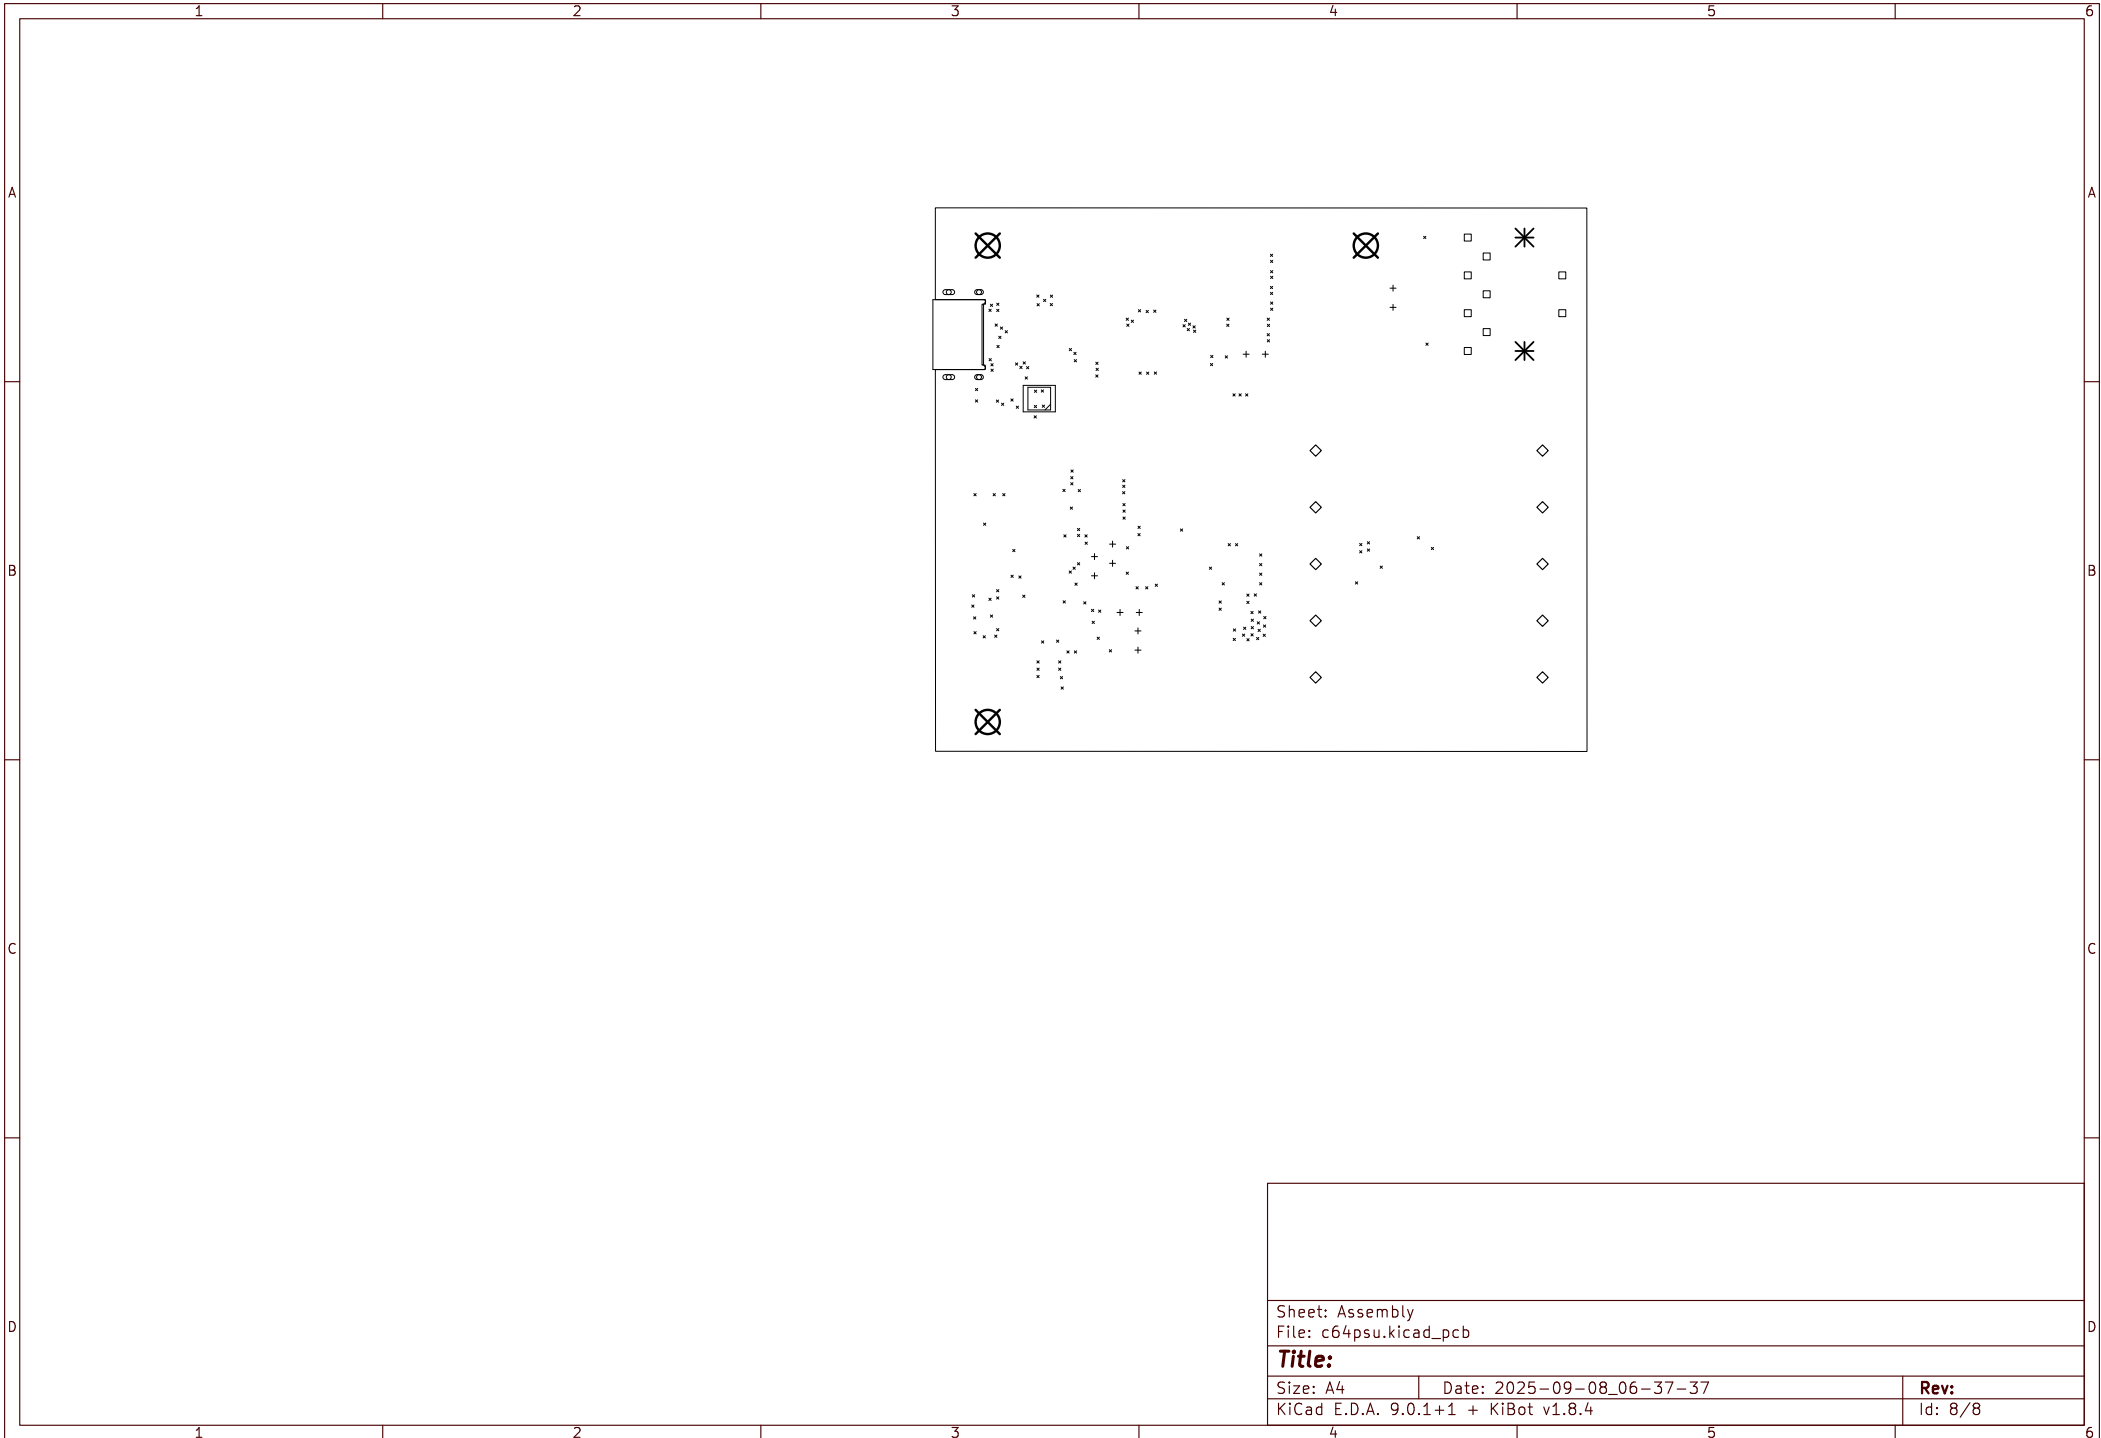 1 2 3 4 5 6
A A
B B
C C
D D
Sheet: Assembly
File: c64psu.kicad_pcb
Title:
Size: A4 Date: 2025-09-08_06-37-37 Rev:
KiCad E.D.A. 9.0.1+1 + KiBot v1.8.4 Id: 8/8
1 2 3 4 5 6